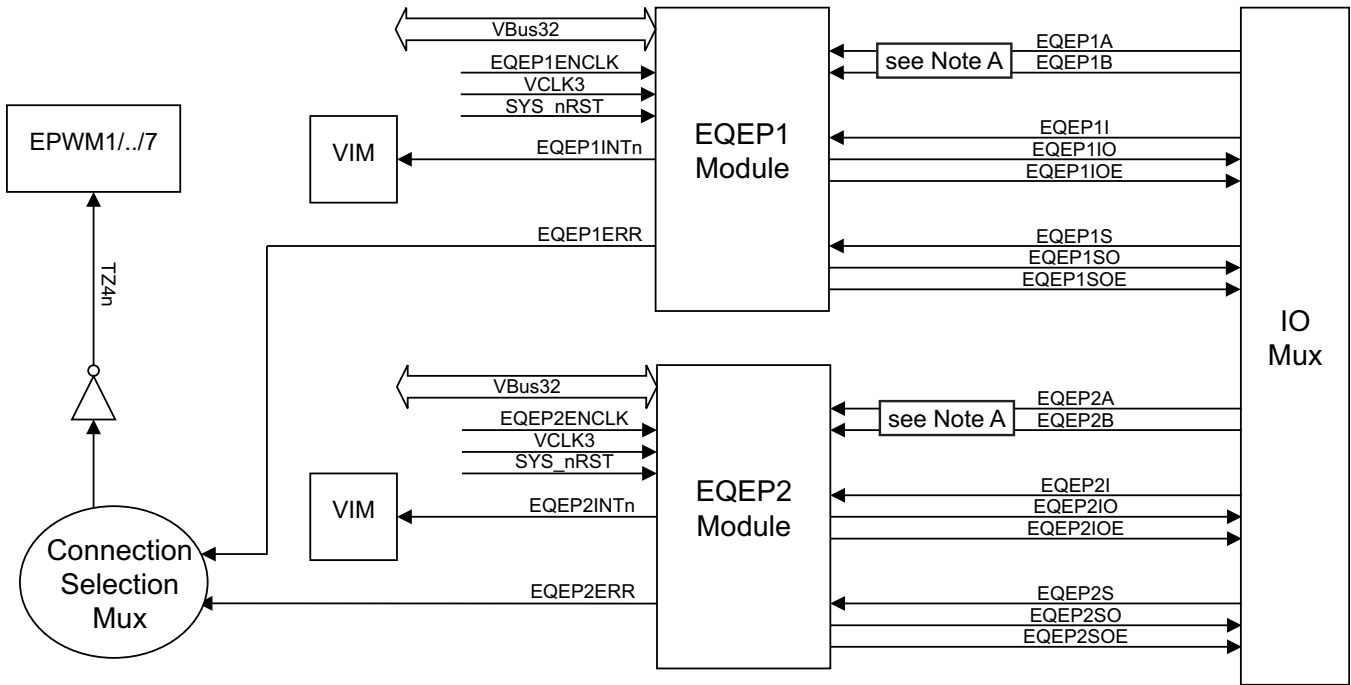 VBus32
EQEP1ENCLK
VCLK3
SYS_nRST
EQEP1INTn
EQEP1ERR
VIM
EPWM1/../7
TZ4n
Connection
Selection
Mux
EQEP1
Module
see Note A
EQEP1A
EQEP1B
EQEP1I
EQEP1IO
EQEP1IOE
EQEP1S
EQEP1SO
EQEP1SOE
IO
Mux
VBus32
EQEP2ENCLK
VCLK3
SYS_nRST
EQEP2INTn
EQEP2ERR
VIM
EQEP2
Module
see Note A
EQEP2A
EQEP2B
EQEP2I
EQEP2IO
EQEP2IOE
EQEP2S
EQEP2SO
EQEP2SOE